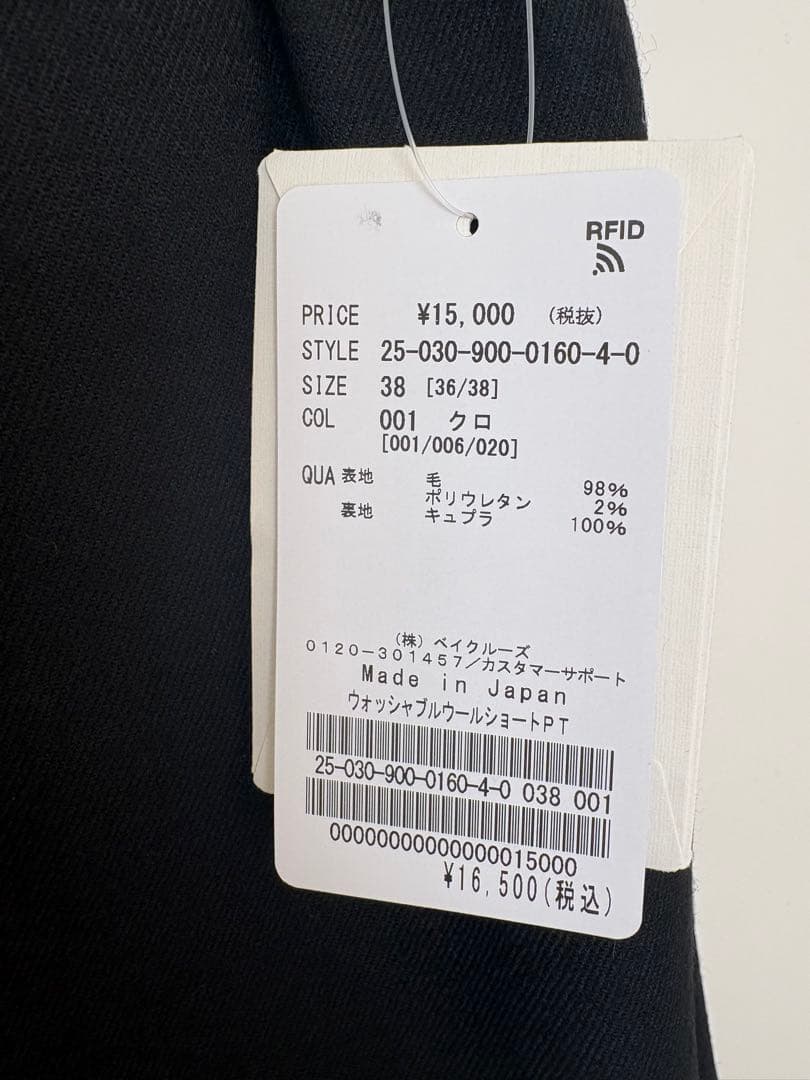 RFID
PRICE ¥15,000 (税抜)
STYLE 25-030-900-0160-4-0
SIZE 38 [36/38]
COL 001 クロ
[001/006/020]
QUA 表地 毛 98%
ポリウレタン 2%
裏地 キュプラ 100%
(株) ベイクルーズ
0120-301457/カスタマーサポート
Made in Japan
ウォッシャブルウールショートPT
25-030-900-0160-4-0 038 001
00000000000000015000
¥16,500(税込)